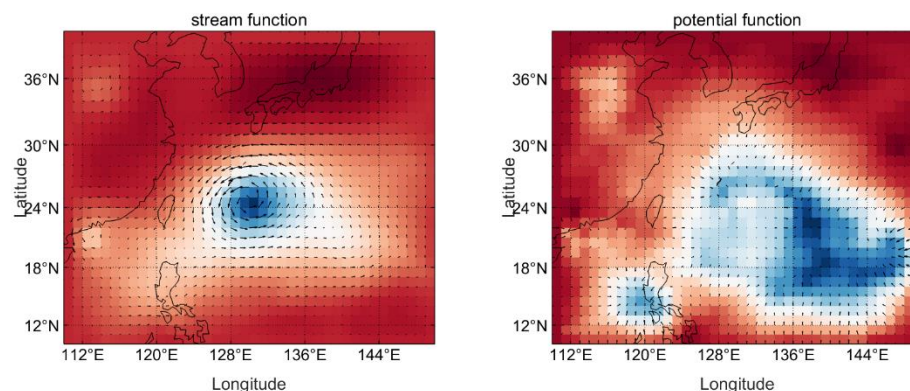 stream function
potential function
36°N
30°N
24°N
18°N
12°N
Latitude
112°E 120°E 128°E 136°E 144°E
Longitude
36°N
30°N
24°N
18°N
12°N
Latitude
112°E 120°E 128°E 136°E 144°E
Longitude